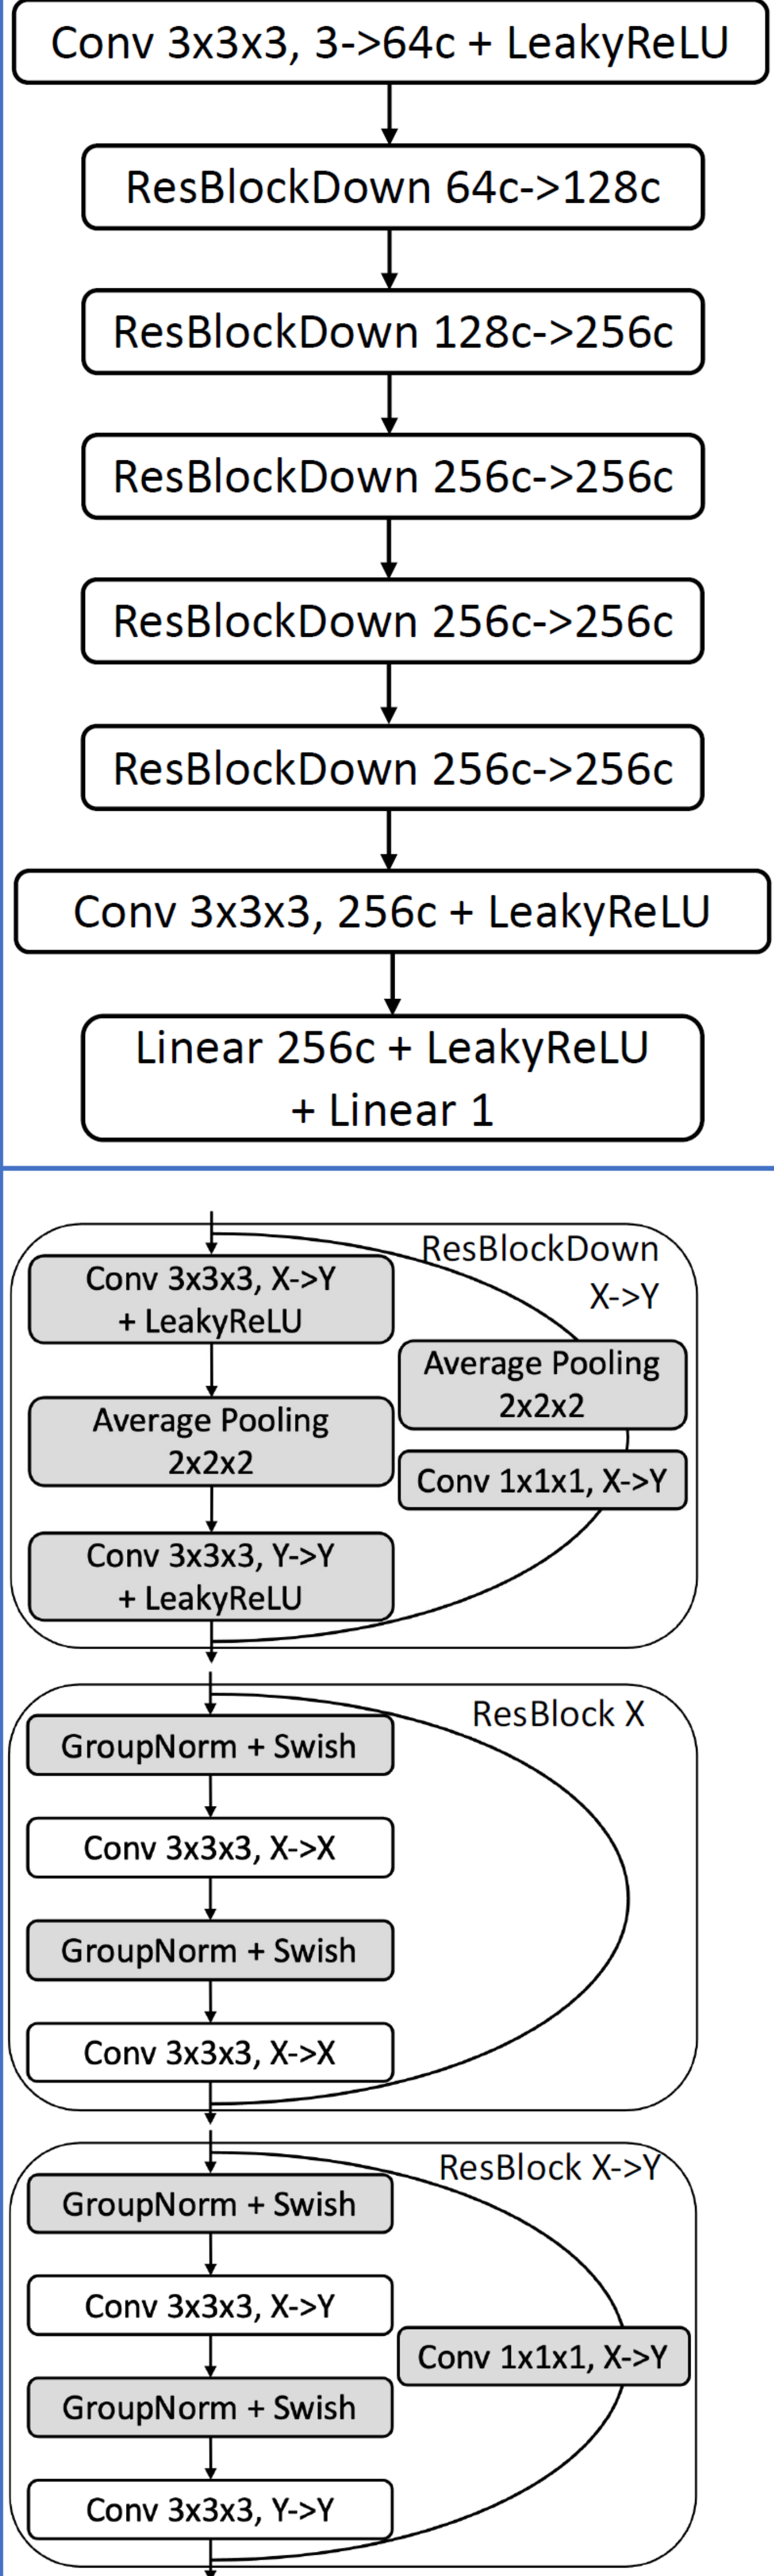 Conv 3x3x3, 3->64c + LeakyReLU
ResBlockDown 64c->128c
ResBlockDown 128c->256c
ResBlockDown 256c->256c
ResBlockDown 256c->256c
ResBlockDown 256c->256c
Conv 3x3x3, 256c + LeakyReLU
Linear 256c + LeakyReLU
+ Linear 1
ResBlockDown
X->Y
Conv 3x3x3, X->Y
+ LeakyReLU
Average Pooling
2x2x2
Average Pooling
2x2x2
Conv 1x1x1, X->Y
Conv 3x3x3, Y->Y
+ LeakyReLU
ResBlock X
GroupNorm + Swish
Conv 3x3x3, X->X
GroupNorm + Swish
Conv 3x3x3, X->X
ResBlock X->Y
GroupNorm + Swish
Conv 3x3x3, X->Y
Conv 1x1x1, X->Y
GroupNorm + Swish
Conv 3x3x3, Y->Y